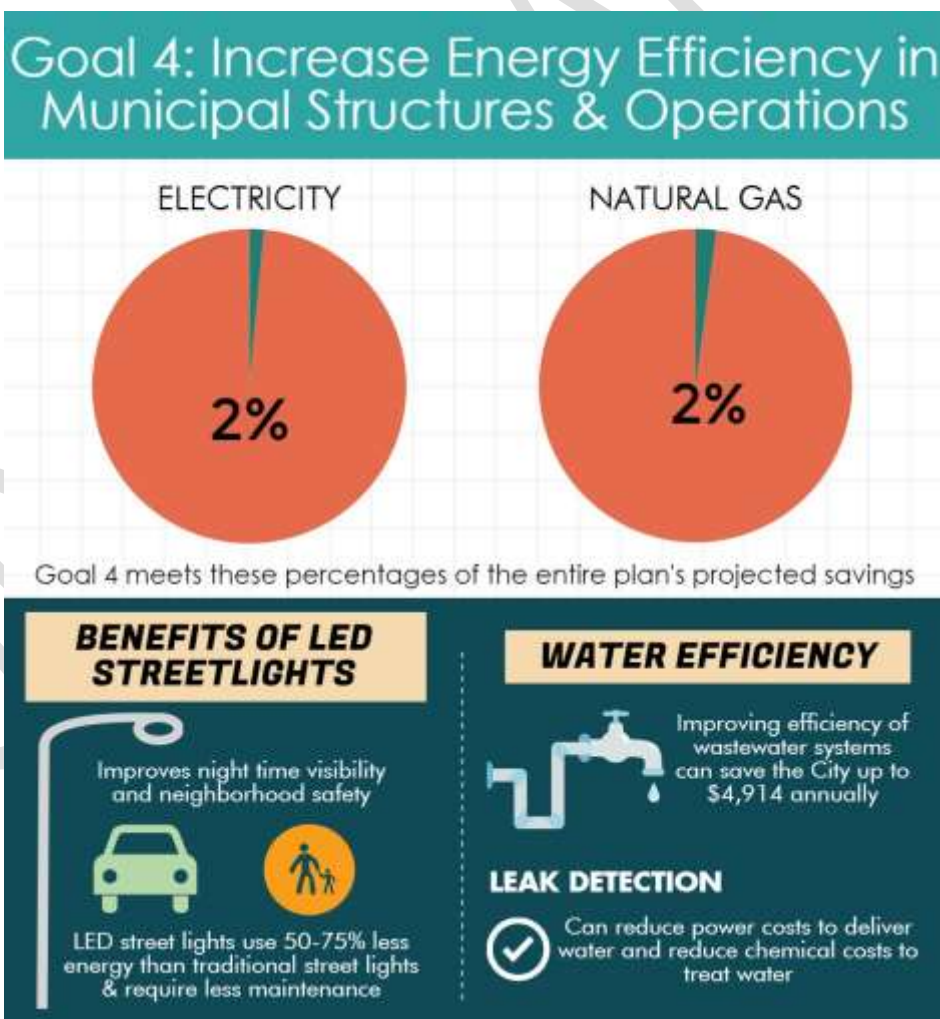 Goal 4: Increase Energy Efficiency in
Municipal Structures & Operations
ELECTRICITY
2%
NATURAL GAS
2%
Goal 4 meets these percentages of the entire plan's projected savings
BENEFITS OF LED
STREETLIGHTS
Improves night time visibility
and neighborhood safety
LED street lights use 50-75% less
energy than traditional street lights
& require less maintenance
WATER EFFICIENCY
Improving efficiency of
wastewater systems
can save the City up to
$4,914 annually
LEAK DETECTION
Can reduce power costs to deliver
water and reduce chemical costs to
treat water